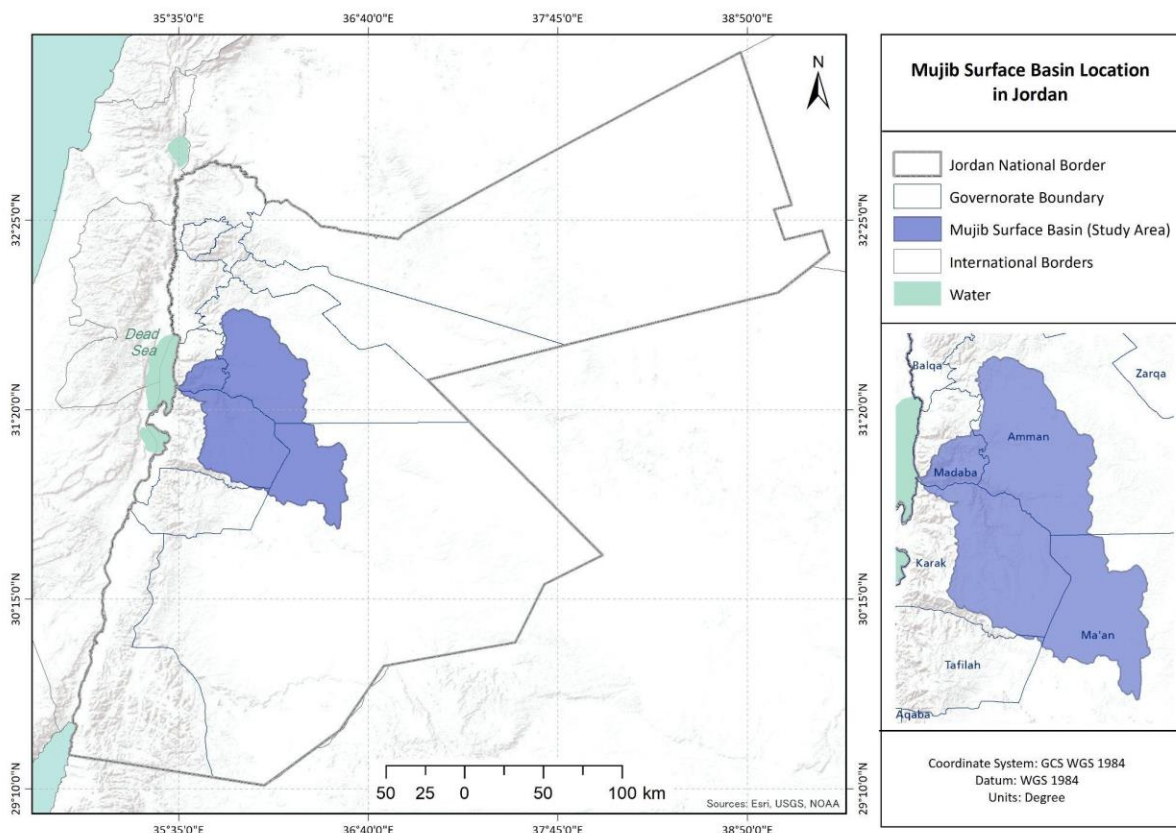 35°35'0"E
36°40'0"E
37°45'0"E
38°50'0"E
N
32°25'0"N
32°25'0"N
Dead
Sea
31°20'0"N
31°20'0"N
30°15'0"N
30°15'0"N
29°10'0"N
29°10'0"N
50 25 0 50 100 km
Sources: Esri, USGS, NOAA
35°35'0"E
36°40'0"E
37°45'0"E
38°50'0"E
Mujib Surface Basin Location
in Jordan
Jordan National Border
Governorate Boundary
Mujib Surface Basin (Study Area)
International Borders
Water
Balqa
Zarqa
Amman
Madaba
Karak
Ma'an
Tafilah
Aqaba
Coordinate System: GCS WGS 1984
Datum: WGS 1984
Units: Degree